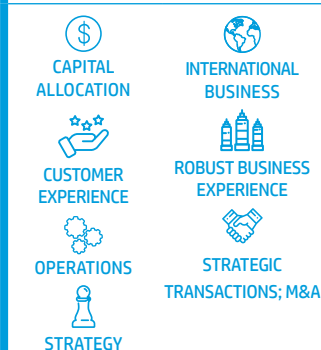 CAPITAL
ALLOCATION
INTERNATIONAL
BUSINESS
CUSTOMER
EXPERIENCE
ROBUST BUSINESS
EXPERIENCE
OPERATIONS
STRATEGIC
TRANSACTIONS; M&A
STRATEGY